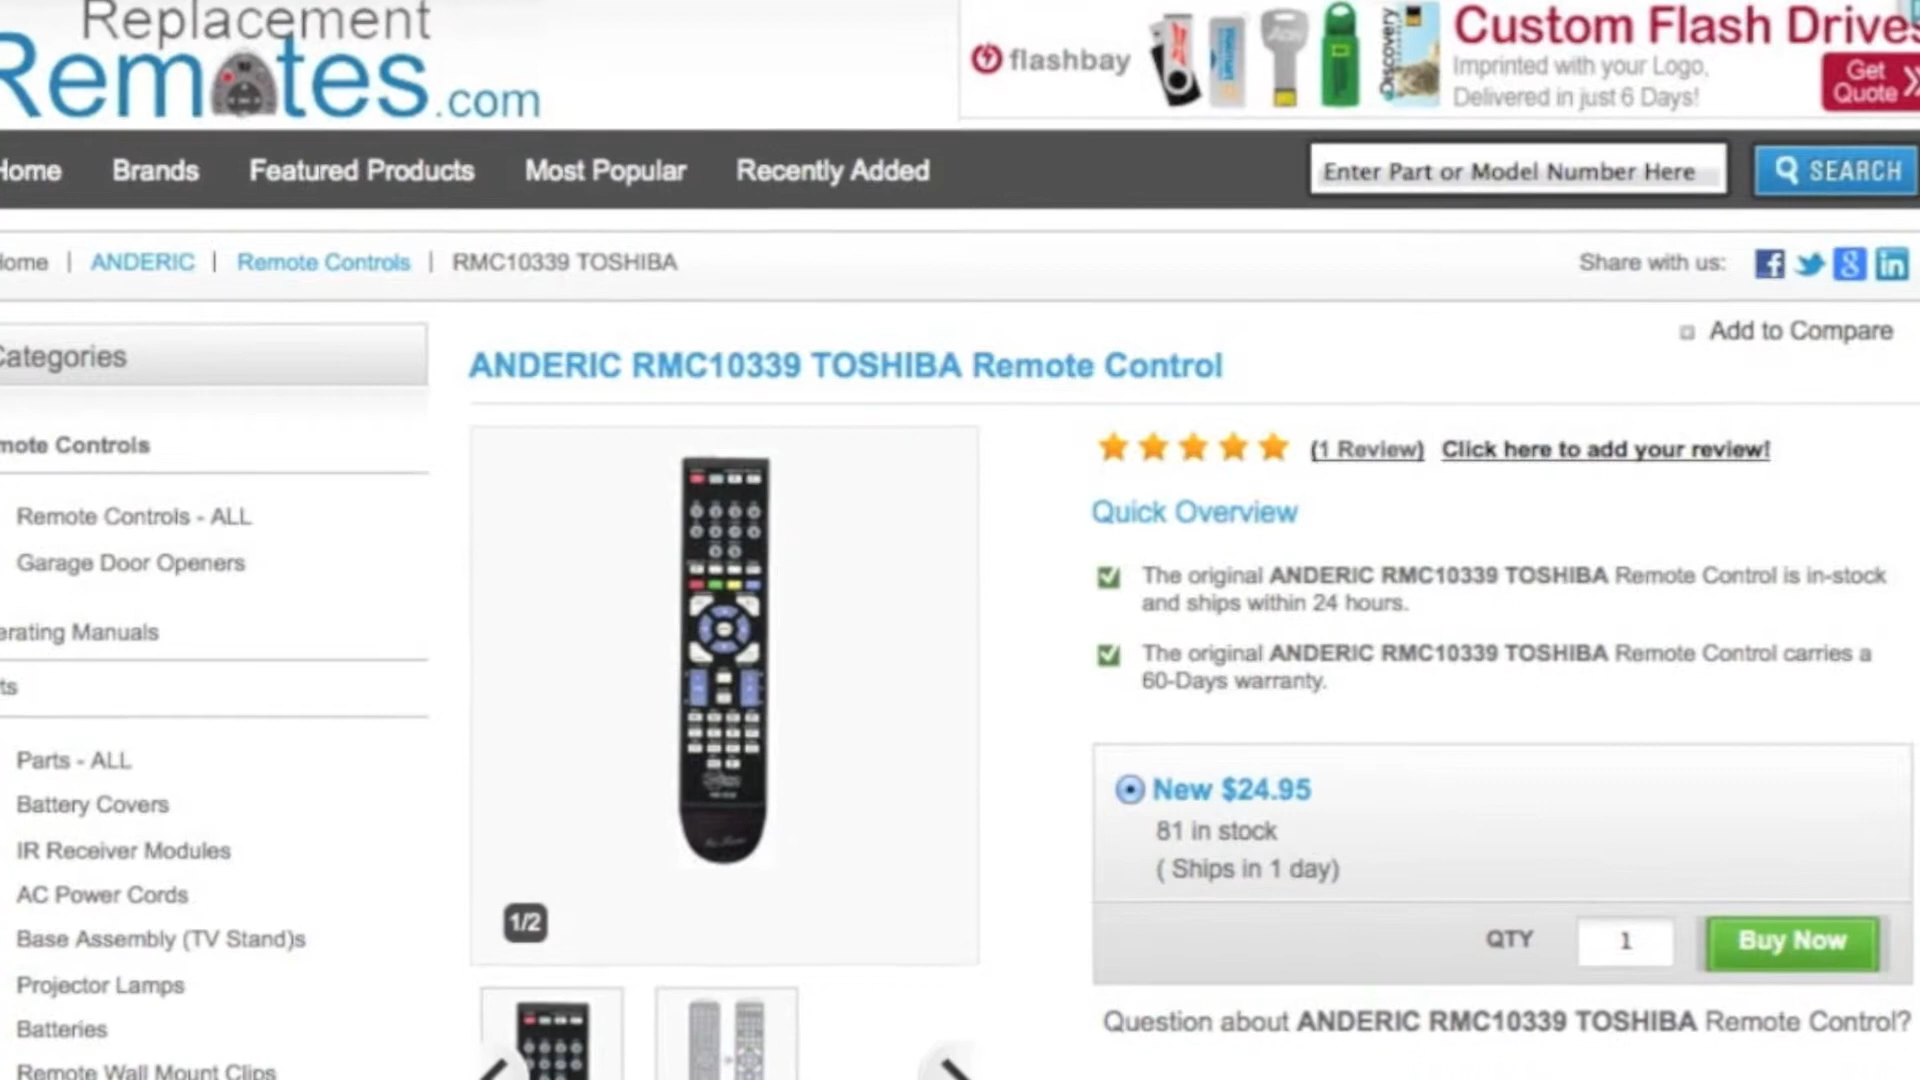 Replacement
Remotes.com
flashbay
Discovery
Custom Flash Drives
Imprinted with your Logo,
Delivered in just 6 Days!
Get
Quote
Home
Brands
Featured Products
Most Popular
Recently Added
Enter Part or Model Number Here
SEARCH
Home | ANDERIC | Remote Controls | RMC10339 TOSHIBA
Share with us:
Add to Compare
Categories
ANDERIC RMC10339 TOSHIBA Remote Control
mote Controls
(1 Review) Click here to add your review!
Quick Overview
Remote Controls - ALL
Garage Door Openers
The original ANDERIC RMC10339 TOSHIBA Remote Control is in-stock
and ships within 24 hours.
erating Manuals
The original ANDERIC RMC10339 TOSHIBA Remote Control carries a
60-Days warranty.
ts
Parts - ALL
Battery Covers
IR Receiver Modules
AC Power Cords
Base Assembly (TV Stand)s
Projector Lamps
Batteries
Remote Wall Mount Clips
New $24.95
81 in stock
( Ships in 1 day)
1/2
QTY
1
Buy Now
Question about ANDERIC RMC10339 TOSHIBA Remote Control?